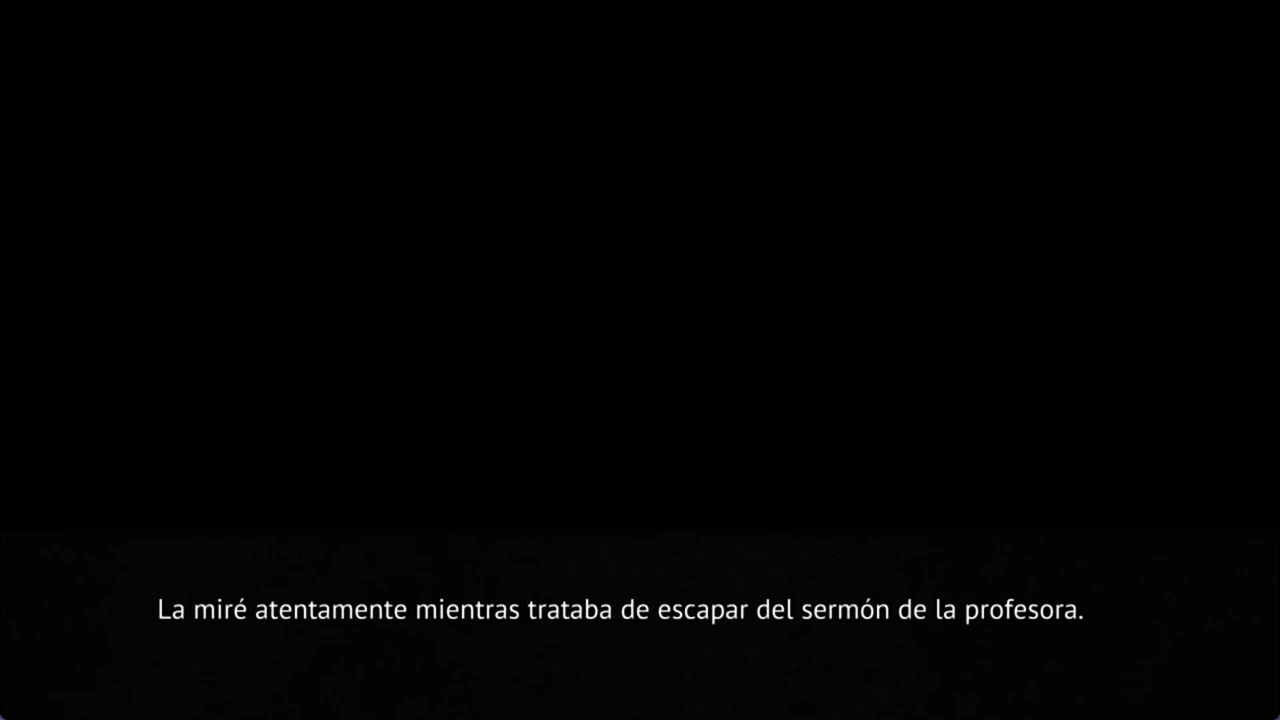 La miré atentamente mientras trataba de escapar del sermón de la profesora.